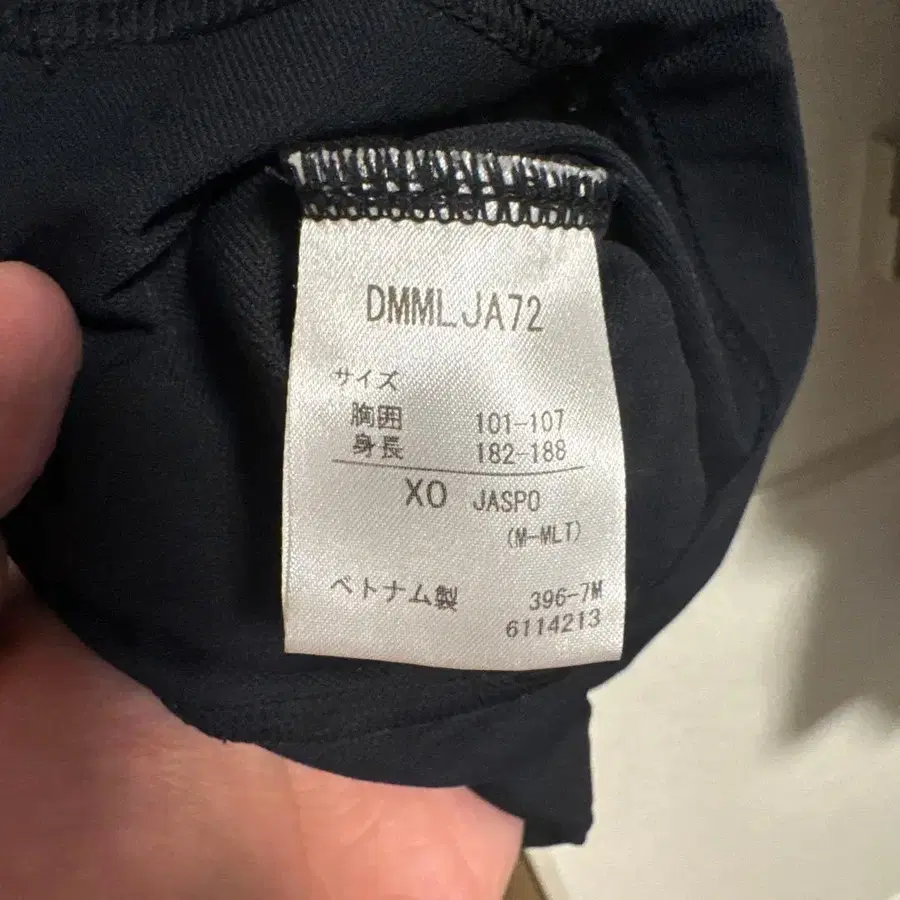 DMMLJA72
サイズ
胸囲 101-107
身長 182-188
XO JASPO
(M-MLT)
ベトナム製 396-7M
6114213